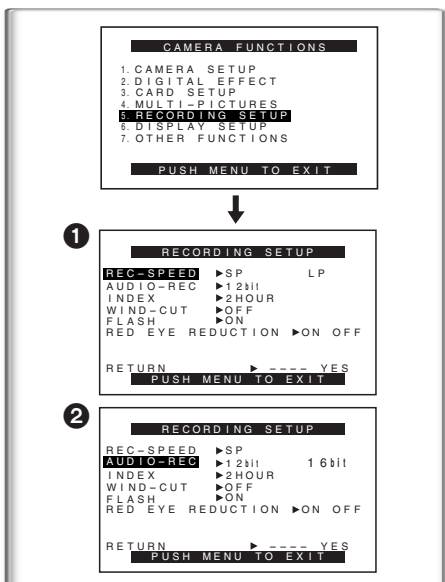 CAMERA FUNCTIONS
1. CAMERA SETUP
2. DIGITAL EFFECT
3. CARD SETUP
4. MULTI-PICTURES
5. RECORDING SETUP
6. DISPLAY SETUP
7. OTHER FUNCTIONS
PUSH MENU TO EXIT
1
RECORDING SETUP
REC-SPEED ►SP LP
AUDIO-REC ►12bit
INDEX ►2HOUR
WIND-CUT ►OFF
FLASH ►ON
RED EYE REDUCTION ►ON OFF
RETURN ► ---- YES
PUSH MENU TO EXIT
2
RECORDING SETUP
REC-SPEED ►SP
AUDIO-REC ►12bit 16bit
INDEX ►2HOUR
WIND-CUT ►OFF
FLASH ►ON
RED EYE REDUCTION ►ON OFF
RETURN ► ---- YES
PUSH MENU TO EXIT